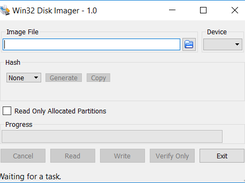 Win32 Disk Imager - 1.0
Image File
Device
Hash
None
Generate
Copy
Read Only Allocated Partitions
Progress
Cancel
Read
Write
Verify Only
Exit
Waiting for a task.